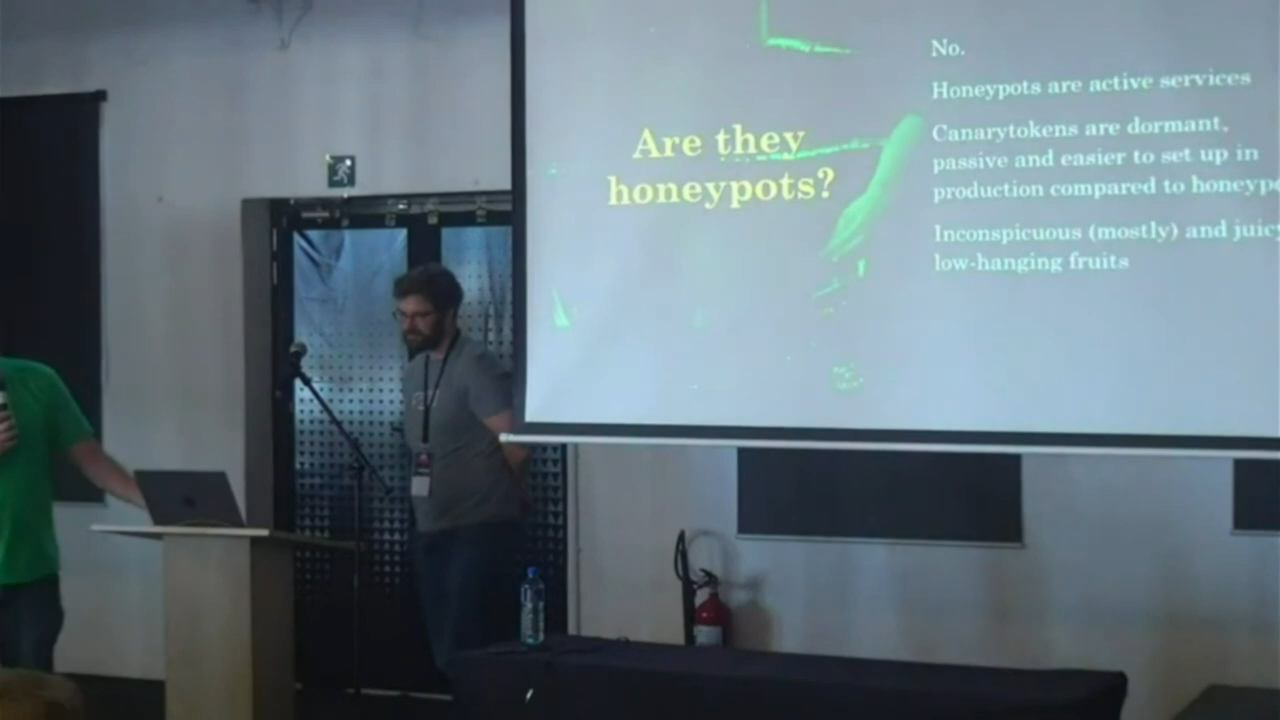 Are they
honeypots?
No.
Honeypots are active services
Canarytokens are dormant,
passive and easier to set up in
production compared to
Inconspicuous (mostly) and
low-hanging fruits